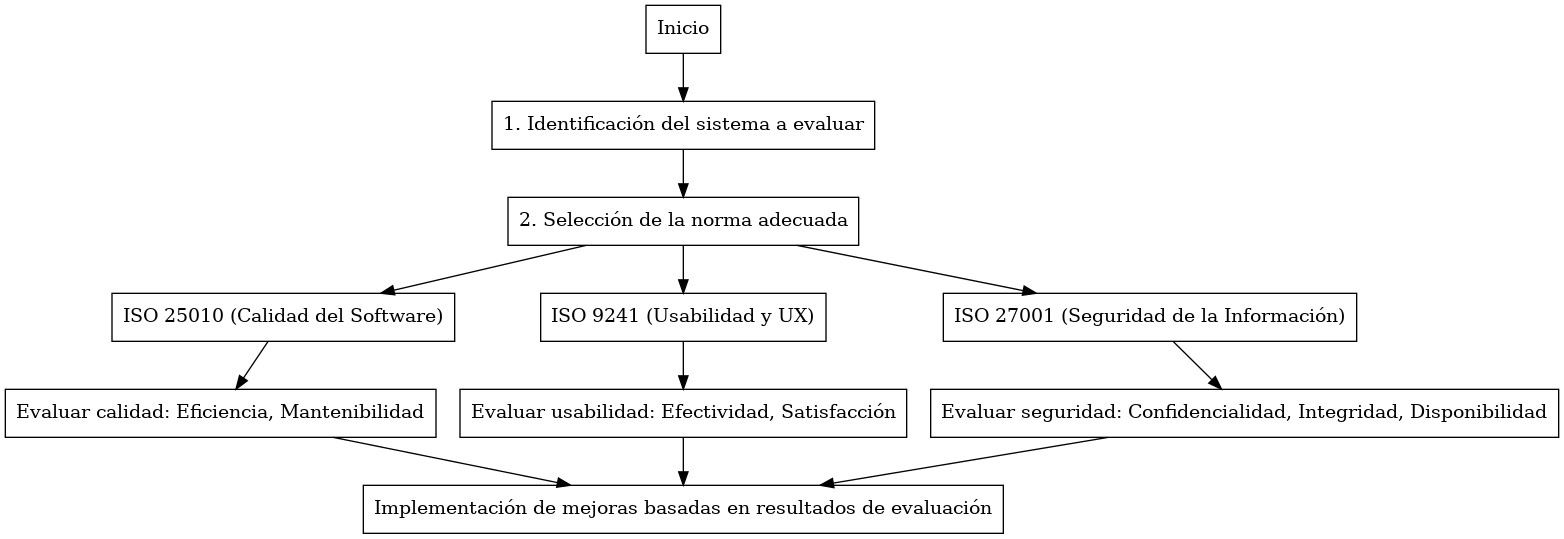 Inicio
1. Identificación del sistema a evaluar
2. Selección de la norma adecuada
ISO 25010 (Calidad del Software)
ISO 9241 (Usabilidad y UX)
ISO 27001 (Seguridad de la Información)
Evaluar calidad: Eficiencia, Mantenibilidad
Evaluar usabilidad: Efectividad, Satisfacción
Evaluar seguridad: Confidencialidad, Integridad, Disponibilidad
Implementación de mejoras basadas en resultados de evaluación